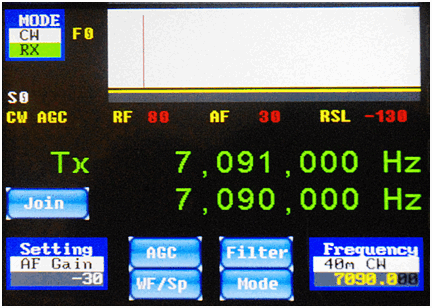 MODE
CW
RX
F0
S0
CW AGC RF 80 AF 30 RSL -130
Tx 7,091,000 Hz
7,090,000 Hz
Join
Setting
AF Gain
-30
AGC
Filter
WF/Sp
Mode
Frequency
40m CW
7090.000